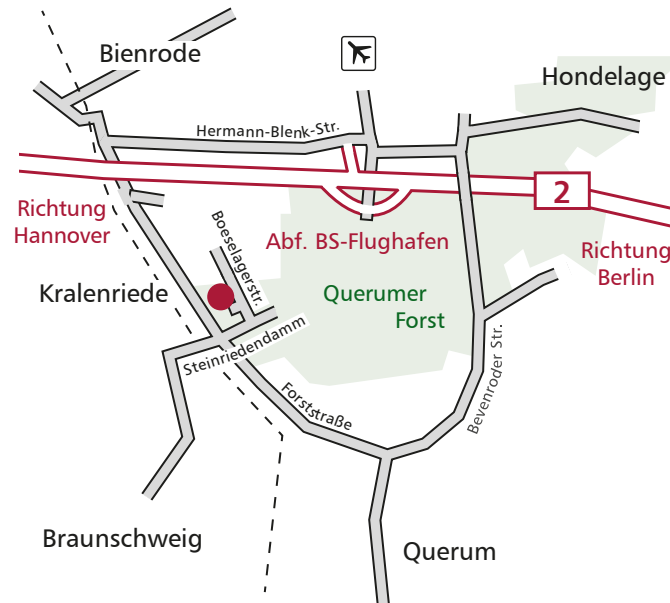 Bienrode
Hondelage
Hermann-Blenk-Str.
2
Richtung
Hannover
Boeselagerstr.
Abf. BS-Flughafen
Richtung
Berlin
Kralenriede
Querumer
Forst
Steinriedendamm
Bevenroder Str.
Forststraße
Braunschweig
Querum